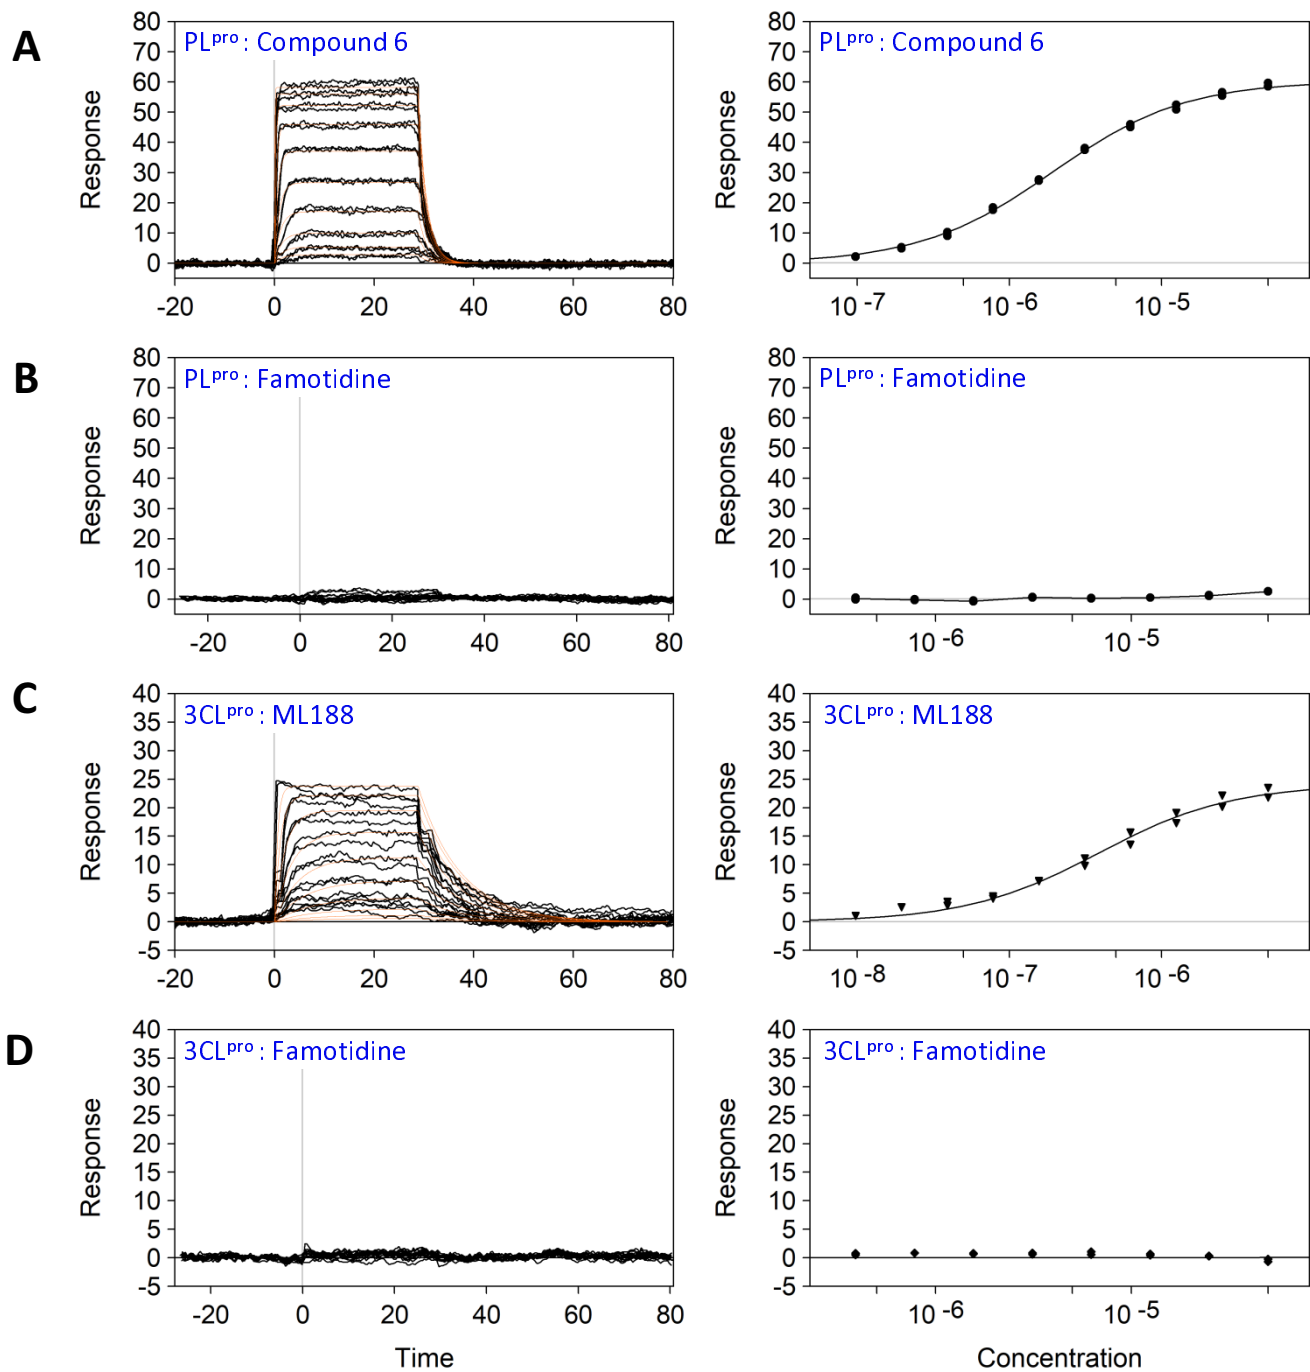 A
PLpro : Compound 6
Response
80
70
60
50
40
30
20
10
0
-20 0 20 40 60 80
PLpro : Compound 6
Response
80
70
60
50
40
30
20
10
0
10-7 10-6 10-5
B
PLpro : Famotidine
Response
80
70
60
50
40
30
20
10
0
-20 0 20 40 60 80
PLpro : Famotidine
Response
80
70
60
50
40
30
20
10
0
10-6 10-5
C
3CLpro : ML188
Response
40
35
30
25
20
15
10
5
0
-5
-20 0 20 40 60 80
3CLpro : ML188
Response
40
35
30
25
20
15
10
5
0
-5
10-8 10-7 10-6
D
3CLpro : Famotidine
Response
40
35
30
25
20
15
10
5
0
-5
-20 0 20 40 60 80
Time
3CLpro : Famotidine
Response
40
35
30
25
20
15
10
5
0
-5
10-6 10-5
Concentration